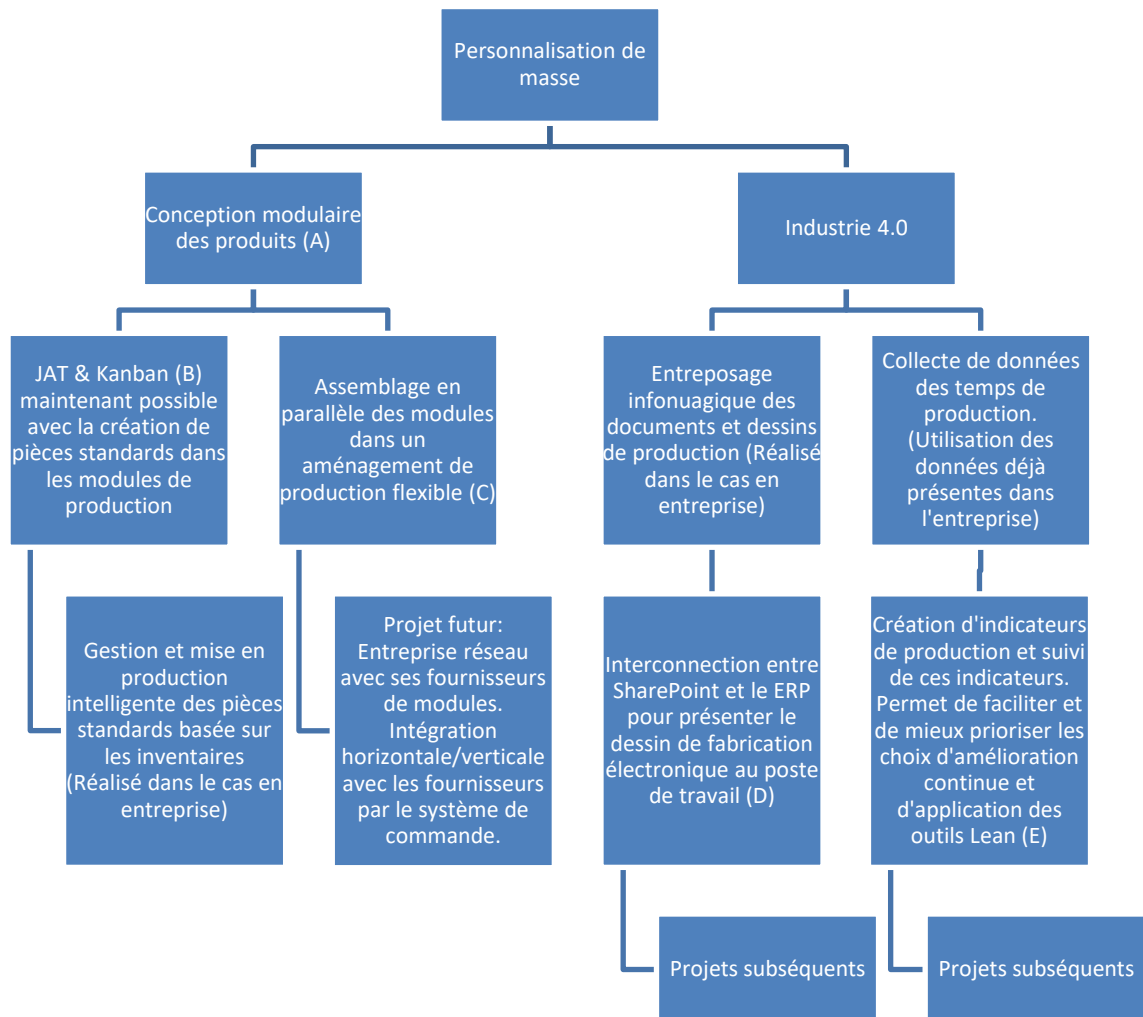 Personnalisation de
masse
Conception modulaire
des produits (A)
Industrie 4.0
JAT & Kanban (B)
maintenant possible
avec la création de
pièces standards dans
les modules de
production
Assemblage en
parallèle des modules
dans un
aménagement de
production flexible (C)
Entreposage
infonuagique des
documents et dessins
de production (Réalisé
dans le cas en
entreprise)
Collecte de données
des temps de
production.
(Utilisation des
données déjà
présentes dans
l'entreprise)
Gestion et mise en
production
intelligente des pièces
standards basée sur
les inventaires
(Réalisé dans le cas en
entreprise)
Projet futur:
Entreprise réseau
avec ses fournisseurs
de modules.
Intégration
horizontale/verticale
avec les fournisseurs
par le système de
commande.
Interconnection entre
SharePoint et le ERP
pour présenter le
dessin de fabrication
électronique au poste
de travail (D)
Création d'indicateurs
de production et suivi
de ces indicateurs.
Permet de faciliter et
de mieux prioriser les
choix d'amélioration
continue et
d'application des
outils Lean (E)
Projets subséquents
Projets subséquents